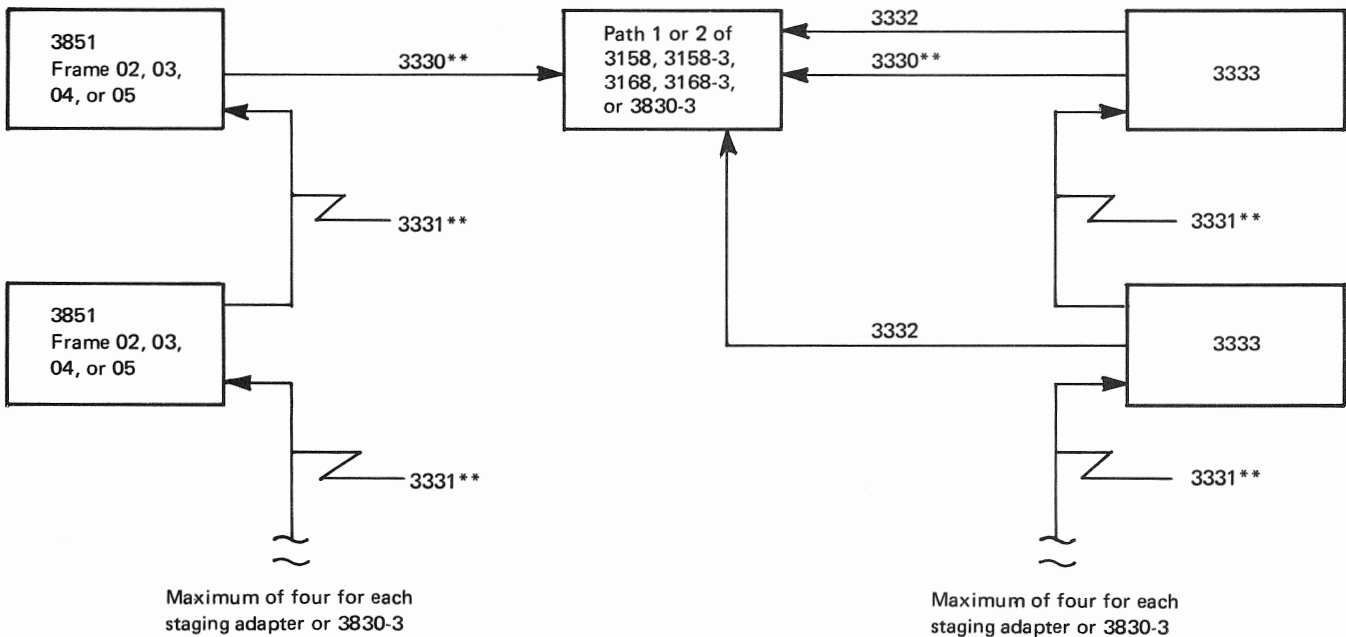 3851
Frame 02, 03,
04, or 05
3330**
Path 1 or 2 of
3158, 3158-3,
3168, 3168-3,
or 3830-3
3332
3330**
3333
3331**
3331**
3851
Frame 02, 03,
04, or 05
3332
3333
3331**
3331**
Maximum of four for each
staging adapter or 3830-3
Maximum of four for each
staging adapter or 3830-3